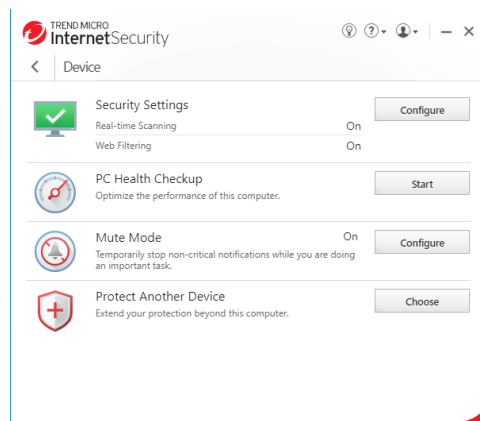 TREND MICRO
InternetSecurity
Device
Security Settings
Configure
Real-time Scanning On
Web Filtering On
PC Health Checkup
Start
Optimize the performance of this computer.
Mute Mode On
Configure
Temporarily stop non-critical notifications while you are doing
an important task.
Protect Another Device
Choose
Extend your protection beyond this computer.